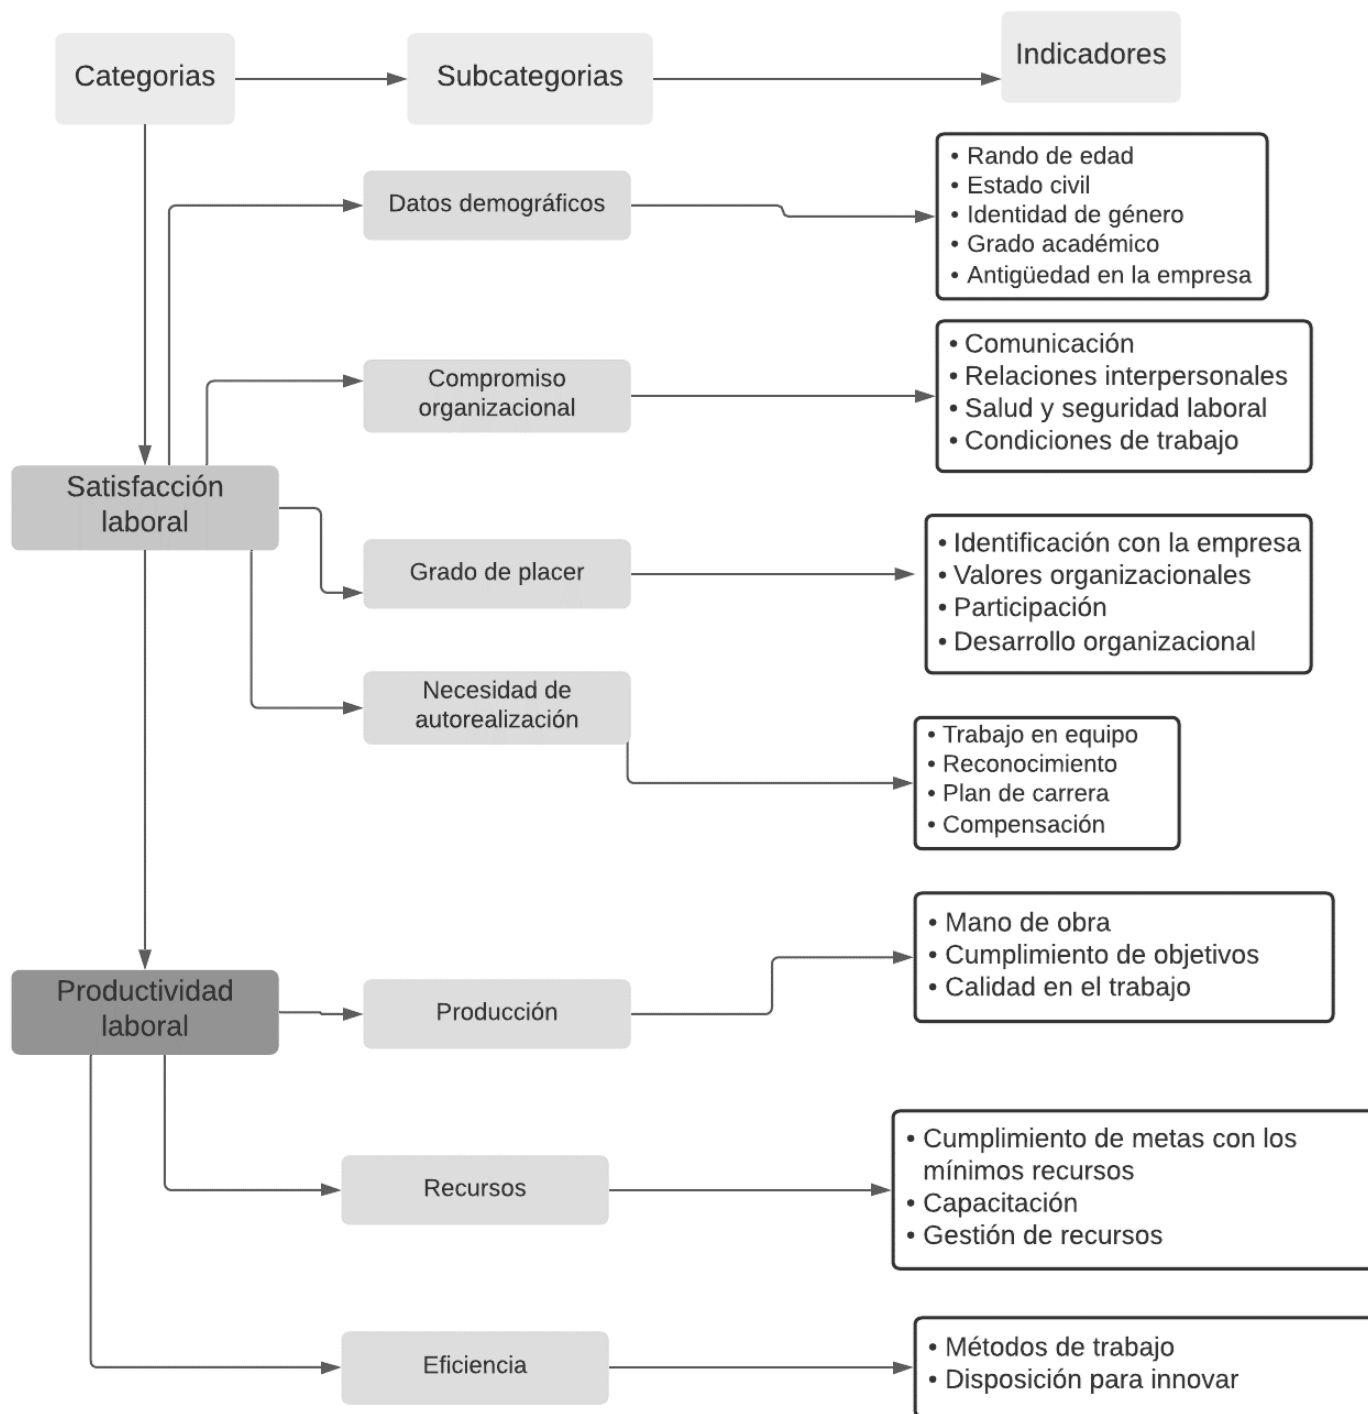 Categorias
Subcategorias
Indicadores
Datos demográficos
• Rando de edad
• Estado civil
• Identidad de género
• Grado académico
• Antigüedad en la empresa
Compromiso
organizacional
• Comunicación
• Relaciones interpersonales
• Salud y seguridad laboral
• Condiciones de trabajo
Satisfacción
laboral
Grado de placer
• Identificación con la empresa
• Valores organizacionales
• Participación
• Desarrollo organizacional
Necesidad de
autorealización
• Trabajo en equipo
• Reconocimiento
• Plan de carrera
• Compensación
Productividad
laboral
Producción
• Mano de obra
• Cumplimiento de objetivos
• Calidad en el trabajo
Recursos
• Cumplimiento de metas con los
mínimos recursos
• Capacitación
• Gestión de recursos
Eficiencia
• Métodos de trabajo
• Disposición para innovar